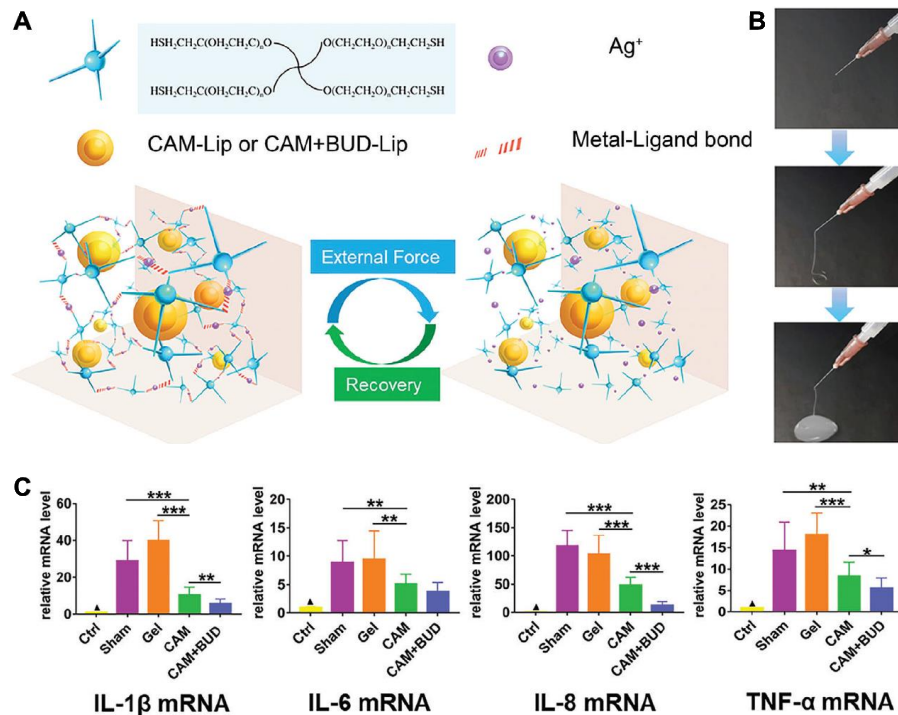 A
HSH₂CH₂C(OH₂CH₂C)ₙO
O(CH₂CH₂O)ₙCH₂CH₂SH
HSH₂CH₂C(OH₂CH₂C)ₙO
O(CH₂CH₂O)ₙCH₂CH₂SH
Ag⁺
CAM-Lip or CAM+BUD-Lip
Metal-Ligand bond
External Force
Recovery
B
C
relative mRNA level
60
40
20
0
***
***
**
▲
Ctrl
Sham
Gel
CAM
CAM+BUD
IL-1β mRNA
relative mRNA level
20
15
10
5
0
**
**
▲
Ctrl
Sham
Gel
CAM
CAM+BUD
IL-6 mRNA
relative mRNA level
200
150
100
50
0
***
***
***
▲
Ctrl
Sham
Gel
CAM
CAM+BUD
IL-8 mRNA
relative mRNA level
25
20
15
10
5
0
**
***
*
▲
Ctrl
Sham
Gel
CAM
CAM+BUD
TNF-α mRNA